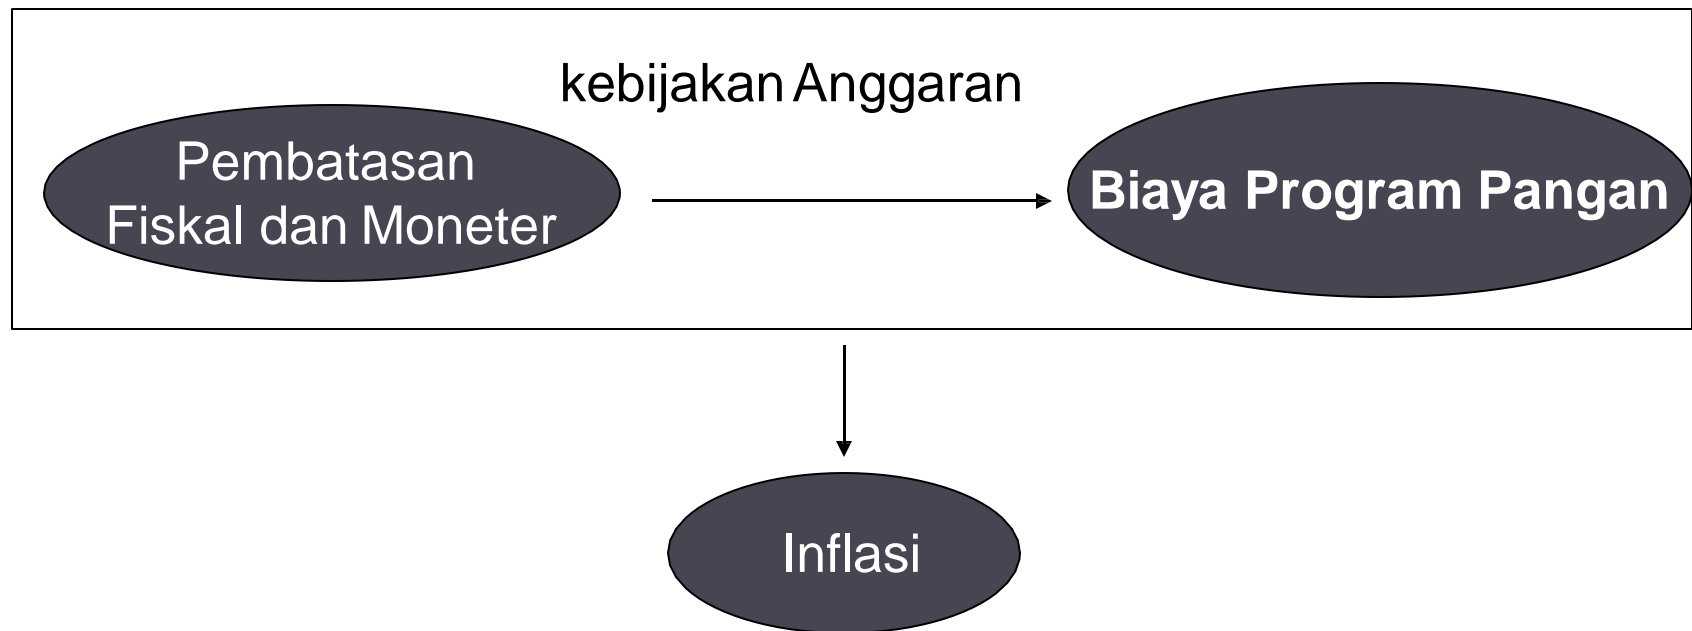 kebijakan Anggaran
Pembatasan
Fiskal dan Moneter
Biaya Program Pangan
Inflasi